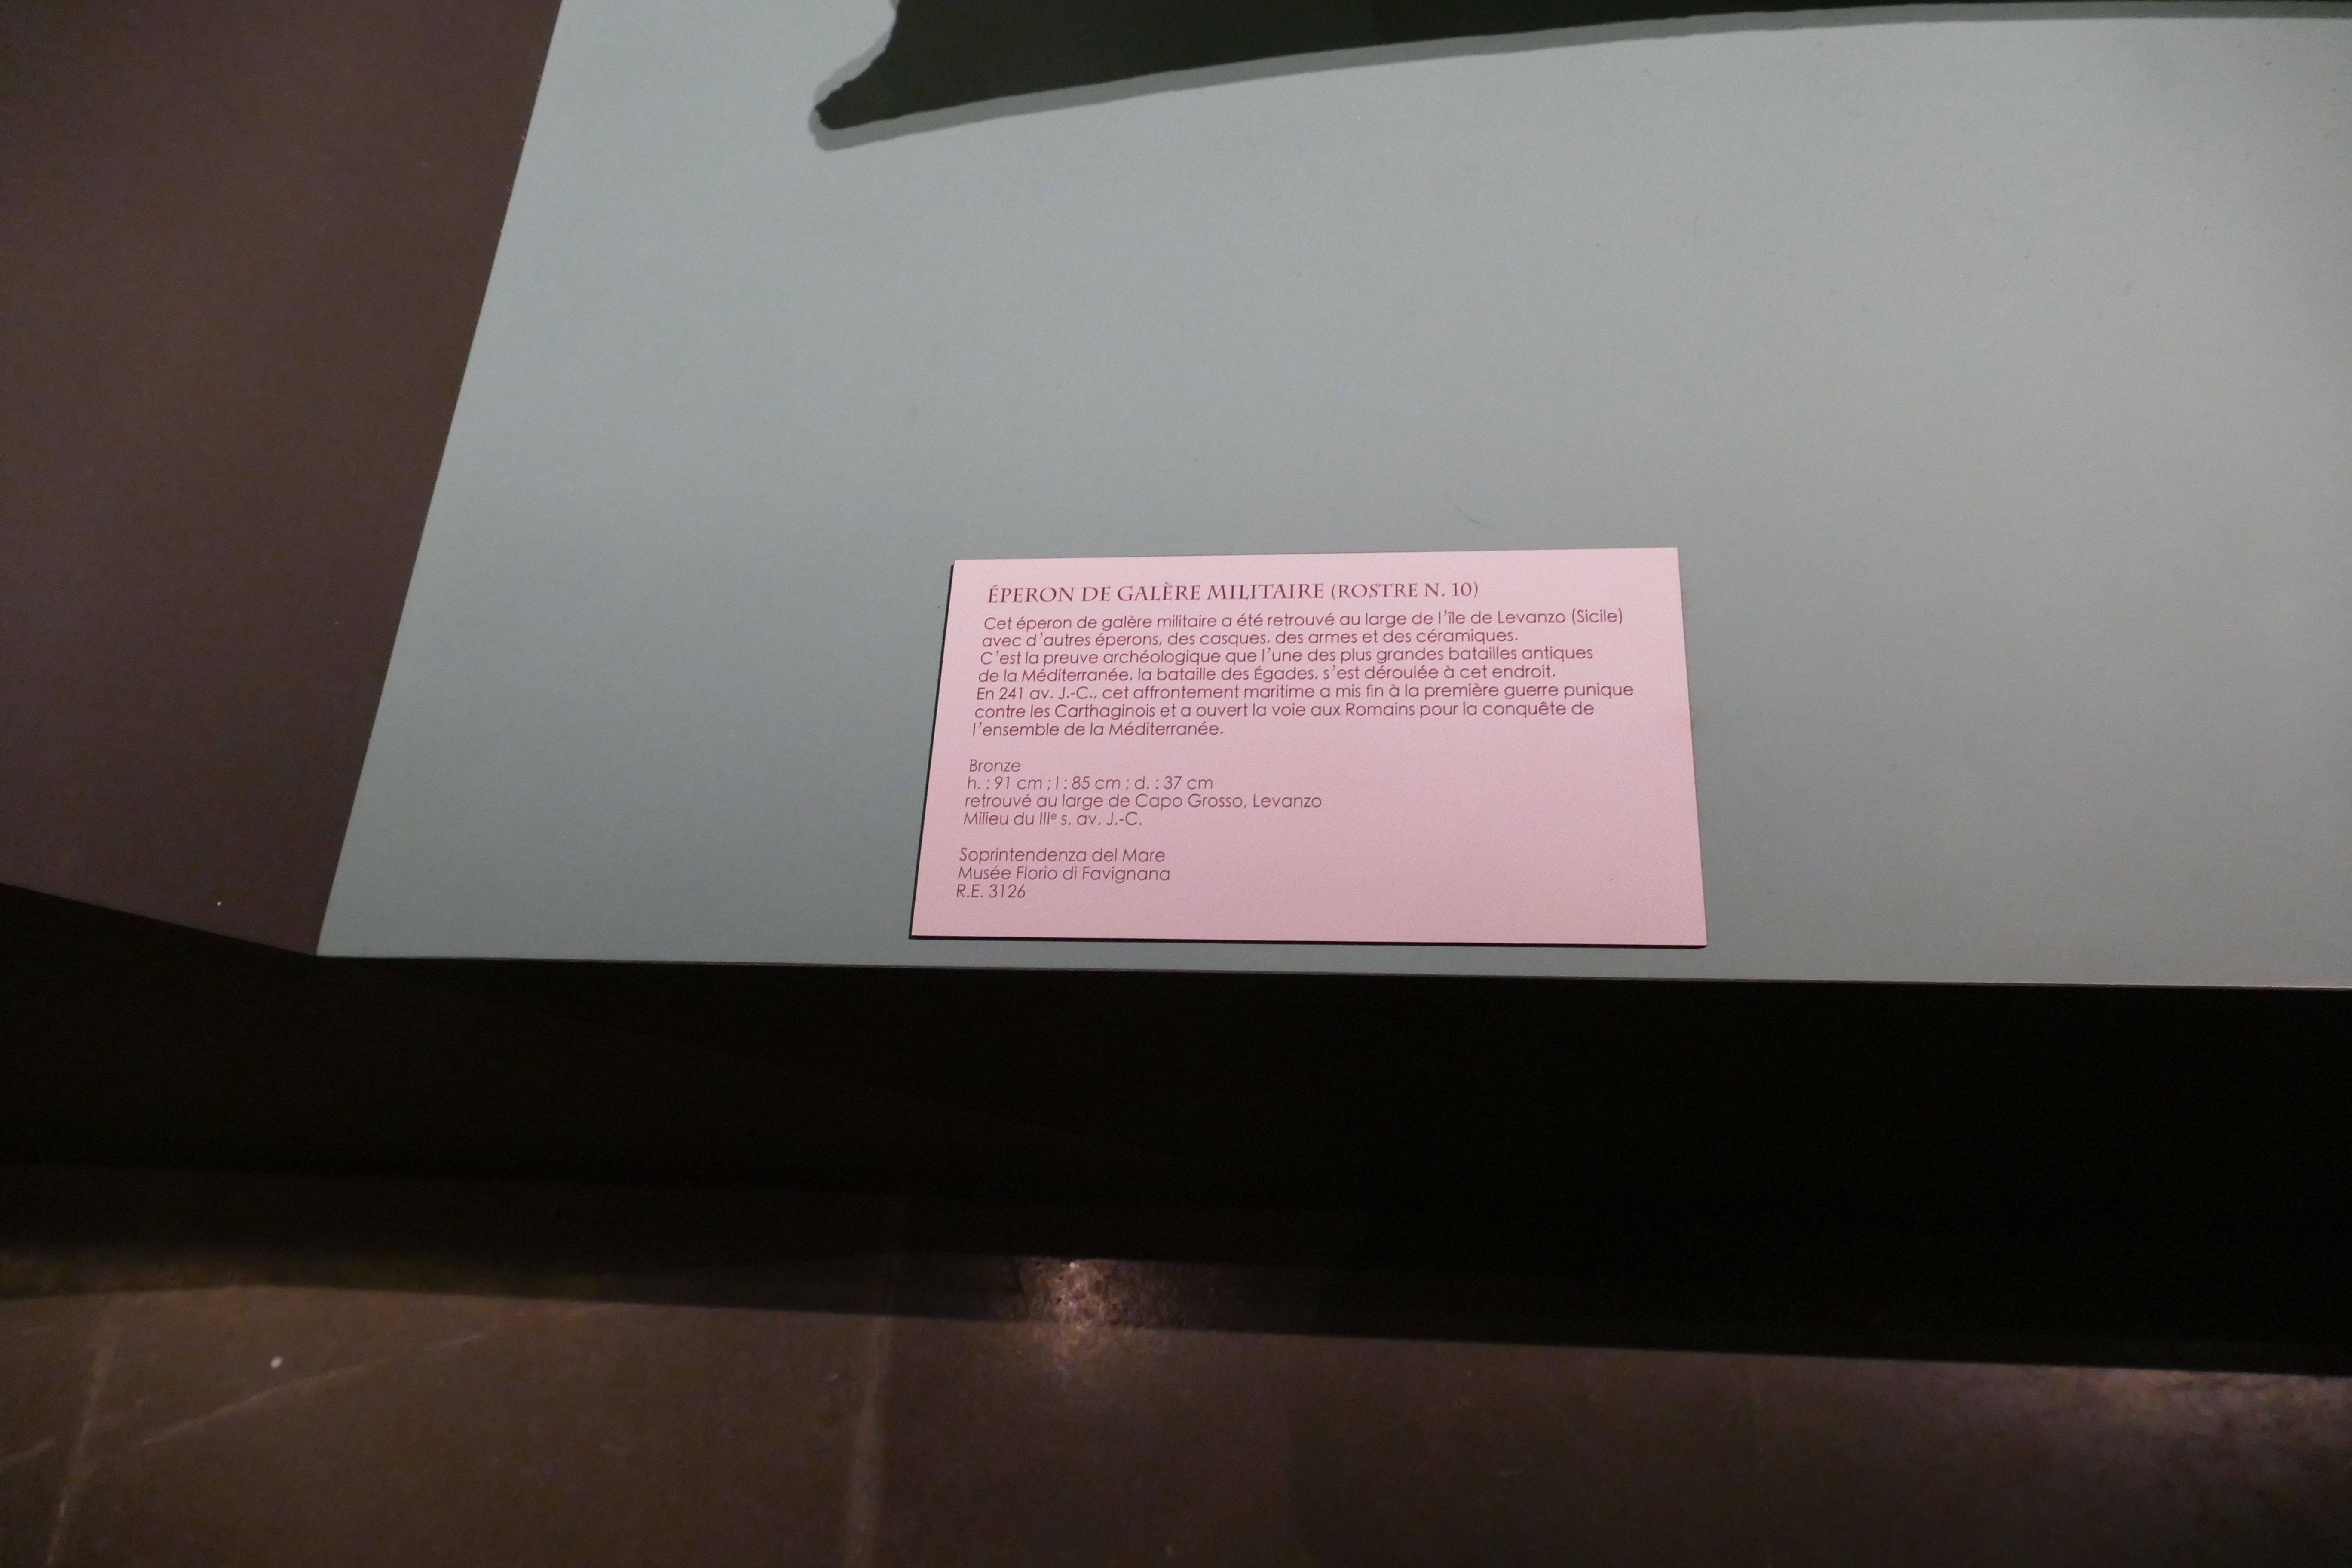 ÉPERON DE GALÈRE MILITAIRE (ROSTRE N. 10)
Cet éperon de galère militaire a été retrouvé au large de l'île de Levanzo (Sicile)
avec d'autres éperons, des casques, des armes et des céramiques.
C'est la preuve archéologique que l'une des plus grandes batailles antiques
de la Méditerranée, la bataille des Égades, s'est déroulée à cet endroit.
En 241 av. J.-C., cet affrontement maritime a mis fin à la première guerre punique
contre les Carthaginois et a ouvert la voie aux Romains pour la conquête de
l'ensemble de la Méditerranée.
Bronze
h. : 91 cm ; l : 85 cm ; d. : 37 cm
retrouvé au large de Capo Grosso, Levanzo
Milieu du IIIᵉ s. av. J.-C.
Soprintendenza del Mare
Musée Florio di Favignana
R.E. 3126